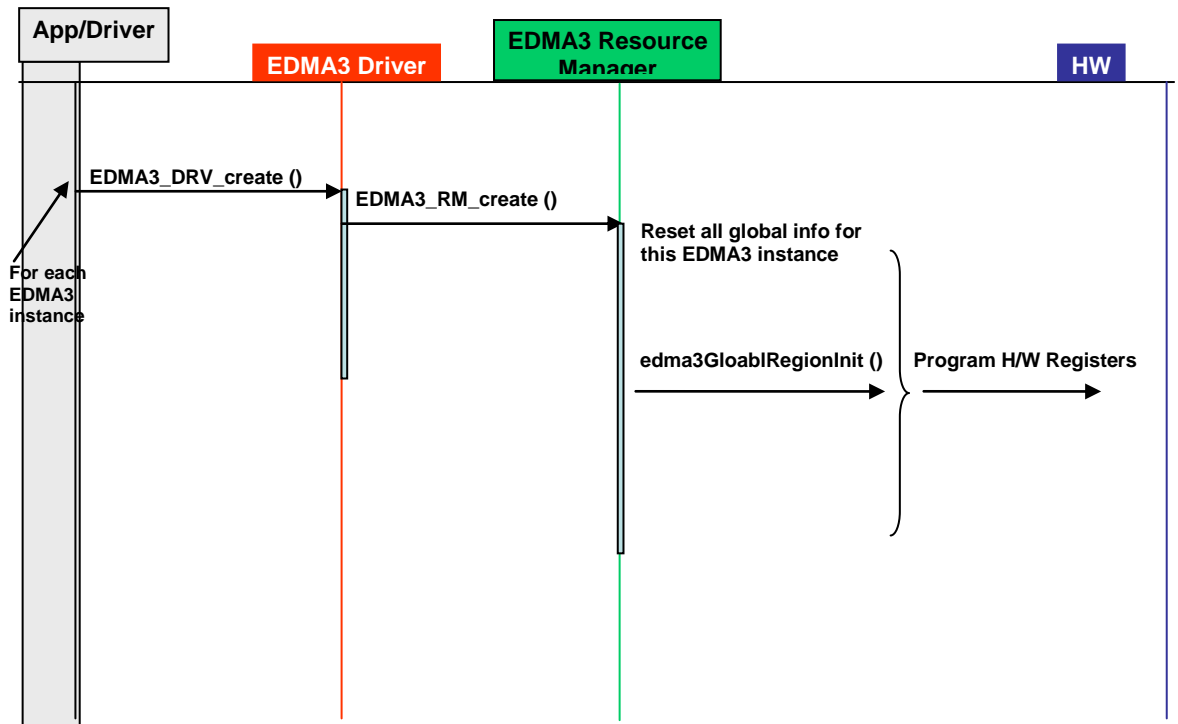 App/Driver
EDMA3 Driver
EDMA3 Resource
Manager
HW
EDMA3_DRV_create ()
EDMA3_RM_create ()
Reset all global info for
this EDMA3 instance
For each
EDMA3
instance
edma3GloablRegionInit ()
Program H/W Registers